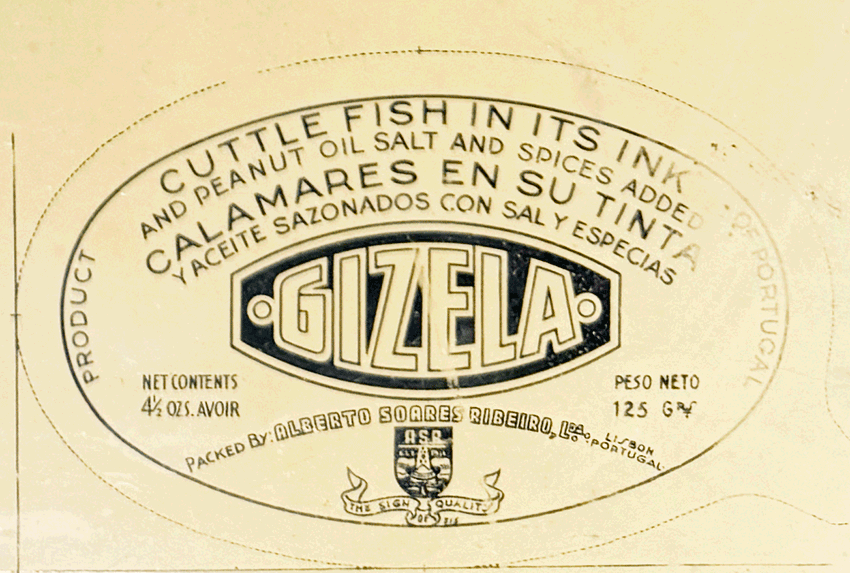 CUTTLE FISH IN ITS INK
AND PEANUT OIL SALT AND SPICES ADDED
CALAMARES EN SU TINTA
Y ACEITE SAZONADOS CON SAL Y ESPECIAS
PRODUCT OF PORTUGAL
GIZELA
NET CONTENTS
4½ OZS. AVOIR
PESO NETO
125 GRS
PACKED BY: ALBERTO SOARES RIBEIRO, LDA. LISBON
PORTUGAL
ASR
THE SIGN OF QUALITY